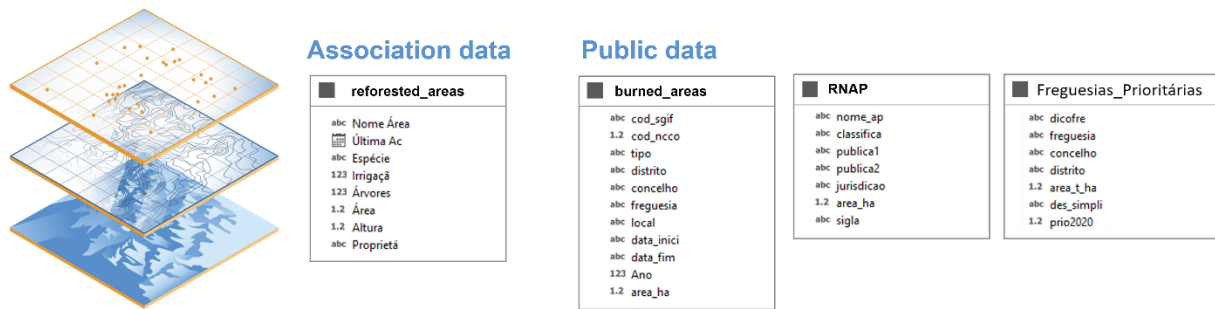 Association data
reforested_areas
abc Nome Área
Última Ac
abc Espécie
123 Irrigaçã
123 Árvores
1.2 Área
1.2 Altura
abc Proprietá
Public data
burned_areas
abc cod_sgif
1.2 cod_ncco
abc tipo
abc distrito
abc concelho
abc freguesia
abc local
abc data_inici
abc data_fim
123 Ano
1.2 area_ha
RNAP
abc nome_ap
abc classifica
abc publica1
abc publica2
abc jurisdicao
1.2 area_ha
abc sigla
Freguesias_Prioritárias
abc dicofre
abc freguesia
abc concelho
abc distrito
1.2 area_t_ha
abc des_simpli
1.2 prio2020